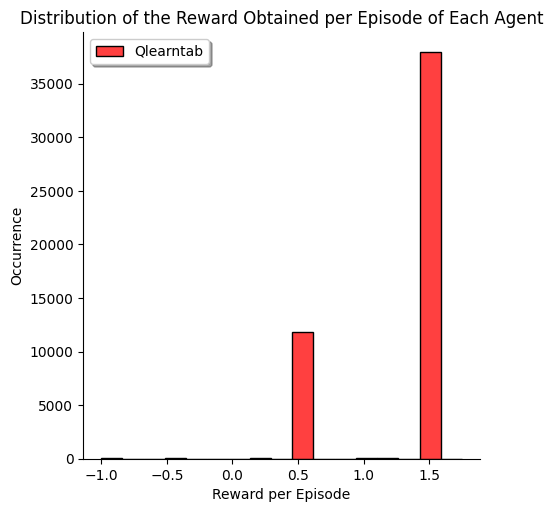 Distribution of the Reward Obtained per Episode of Each Agent
Qlearntab
35000
30000
25000
20000
15000
10000
5000
0
Occurrence
−1.0 −0.5 0.0 0.5 1.0 1.5
Reward per Episode